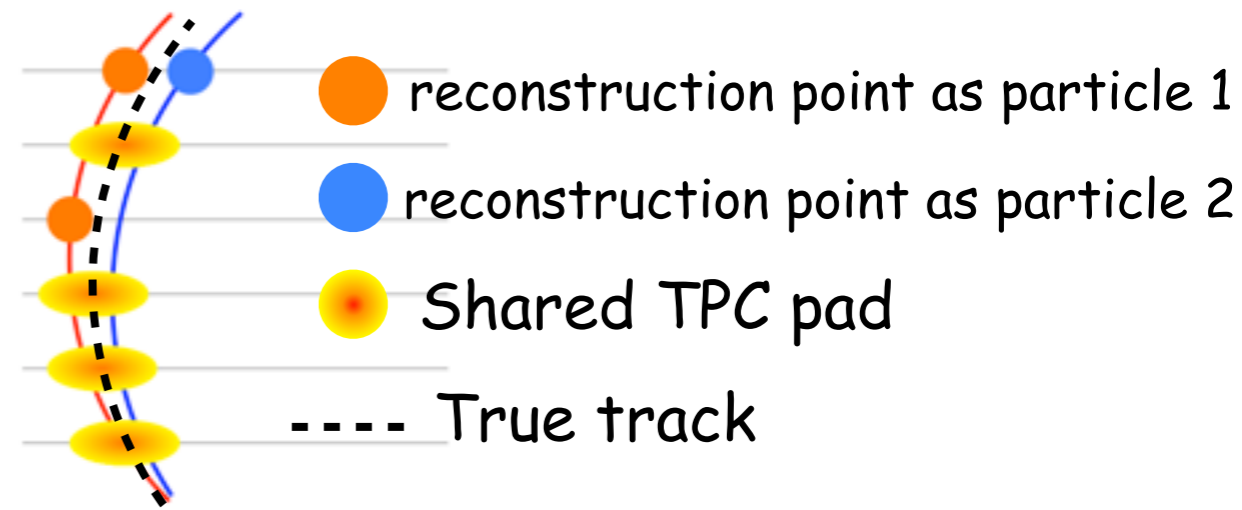 reconstruction point as particle 1
reconstruction point as particle 2
Shared TPC pad
True track